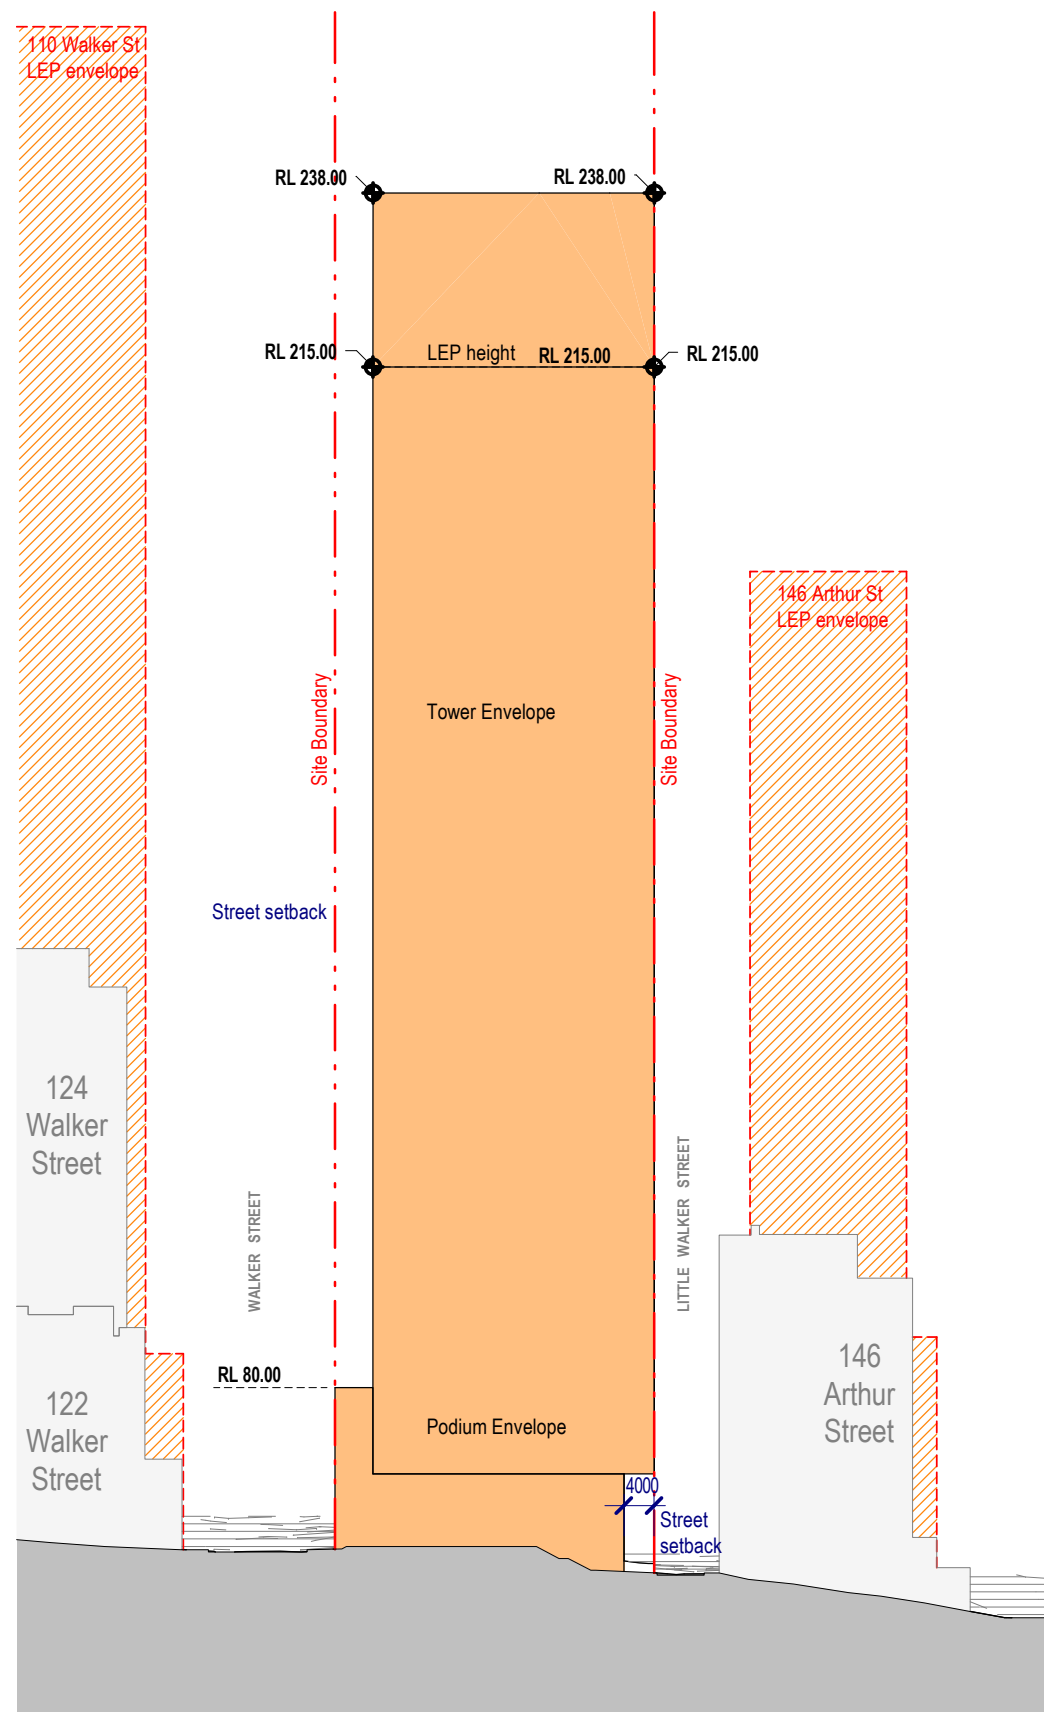 110 Walker St
LEP envelope
RL 238.00
RL 238.00
RL 215.00
LEP height
RL 215.00
RL 215.00
146 Arthur St
LEP envelope
Site Boundary
Site Boundary
Tower Envelope
Street setback
124
Walker
Street
WALKER STREET
LITTLE WALKER STREET
RL 80.00
122
Walker
Street
Podium Envelope
146
Arthur
Street
4000
Street
setback